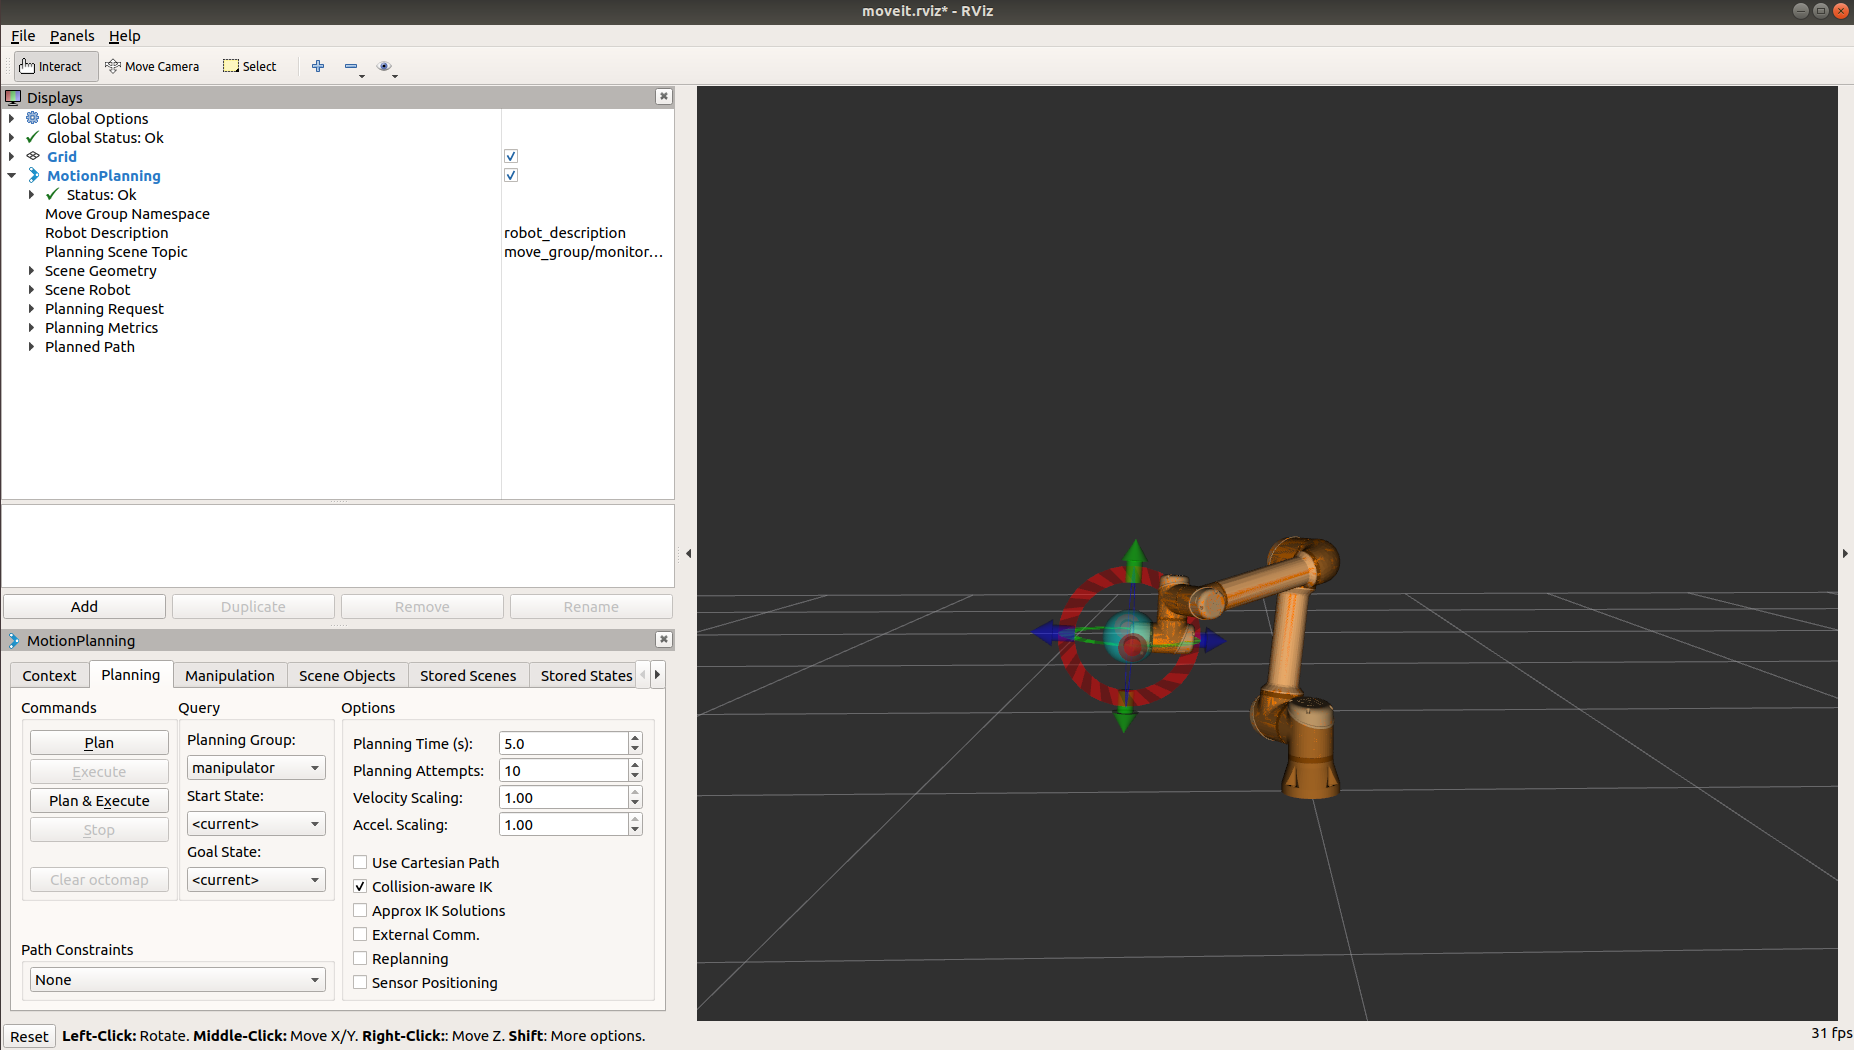 moveit.rviz* - RViz
File Panels Help
Interact Move Camera Select
Displays
Global Options
Global Status: Ok
Grid
MotionPlanning
Status: Ok
Move Group Namespace
Robot Description robot_description
Planning Scene Topic move_group/monitor...
Scene Geometry
Scene Robot
Planning Request
Planning Metrics
Planned Path
Add Duplicate Remove Rename
MotionPlanning
Context Planning Manipulation Scene Objects Stored Scenes Stored States
Commands Query Options
Plan
Execute
Plan & Execute
Stop
Clear octomap
Planning Group:
manipulator
Start State:
<current>
Goal State:
<current>
Planning Time (s): 5.0
Planning Attempts: 10
Velocity Scaling: 1.00
Accel. Scaling: 1.00
Use Cartesian Path
Collision-aware IK
Approx IK Solutions
External Comm.
Replanning
Sensor Positioning
Path Constraints
None
Reset Left-Click: Rotate. Middle-Click: Move X/Y. Right-Click:: Move Z. Shift: More options. 31 fps